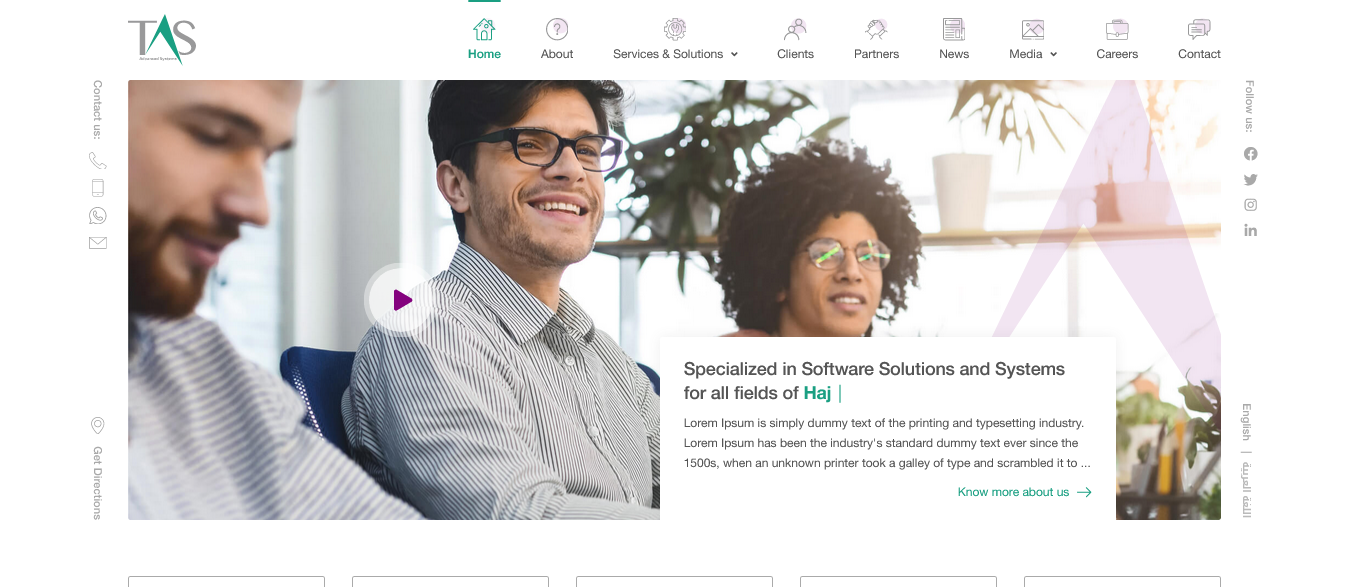 TAS
Advanced Systems
Home
About
Services & Solutions
Clients
Partners
News
Media
Careers
Contact
Contact us:
Follow us:
Specialized in Software Solutions and Systems
for all fields of Haj |
Lorem Ipsum is simply dummy text of the printing and typesetting industry.
Lorem Ipsum has been the industry's standard dummy text ever since the
1500s, when an unknown printer took a galley of type and scrambled it to ...
Know more about us
Get Directions
English | اللغة العربية